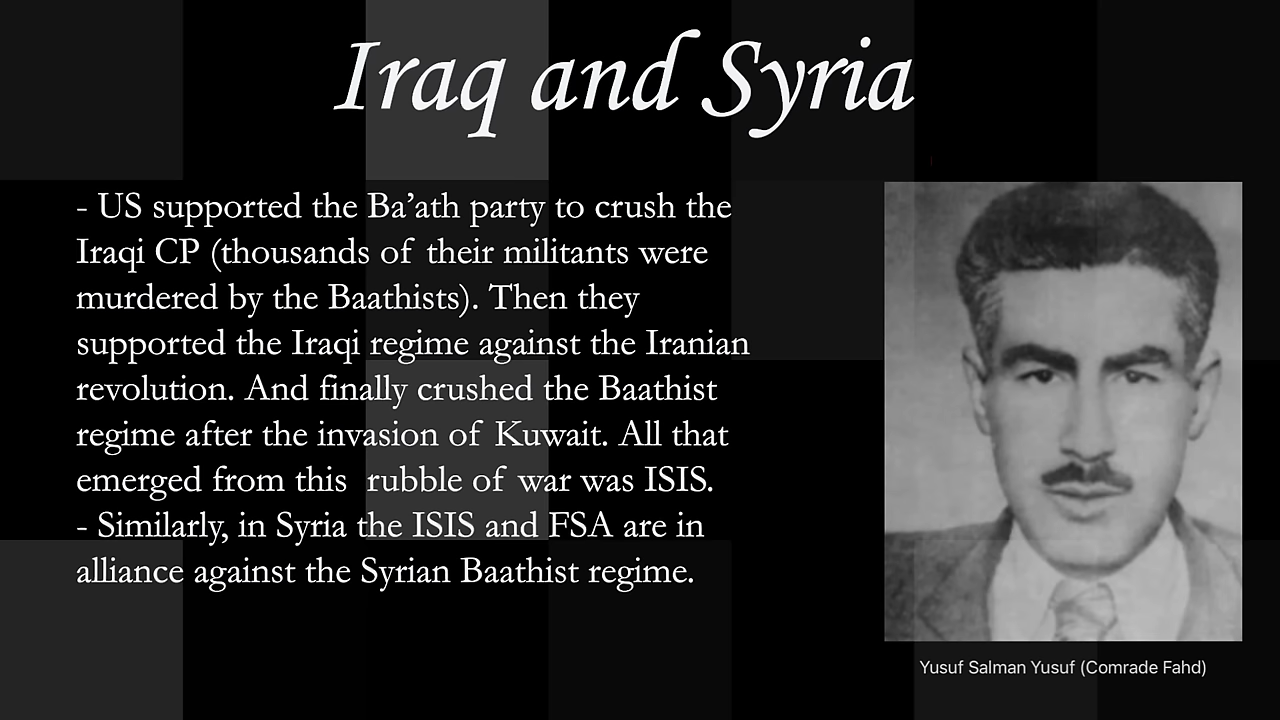 Iraq and Syria
- US supported the Ba’ath party to crush the
Iraqi CP (thousands of their militants were
murdered by the Baathists). Then they
supported the Iraqi regime against the Iranian
revolution. And finally crushed the Baathist
regime after the invasion of Kuwait. All that
emerged from this rubble of war was ISIS.
- Similarly, in Syria the ISIS and FSA are in
alliance against the Syrian Baathist regime.
Yusuf Salman Yusuf (Comrade Fahd)